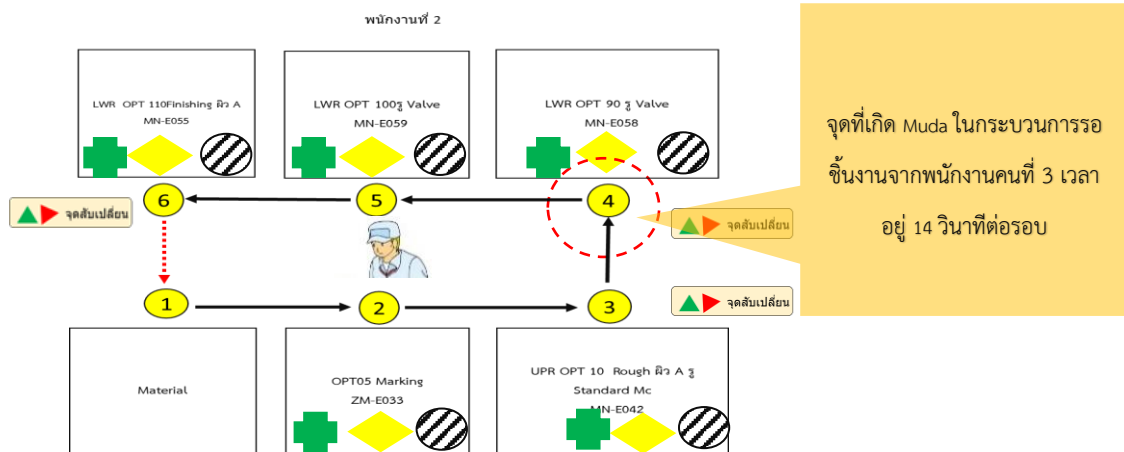 พนักงานที่ 2
LWR OPT 110Finishing ผิว A
MN-E055
LWR OPT 100รู Valve
MN-E059
LWR OPT 90 รู Valve
MN-E058
จุดที่เกิด Muda ในกระบวนการรอ
ชิ้นงานจากพนักงานคนที่ 3 เวลา
อยู่ 14 วินาทีต่อรอบ
6
5
4
จุดสับเปลี่ยน
จุดสับเปลี่ยน
1
2
3
จุดสับเปลี่ยน
Material
OPT05 Marking
ZM-E033
UPR OPT 10 Rough ผิว A รู
Standard Mc
MN-E042